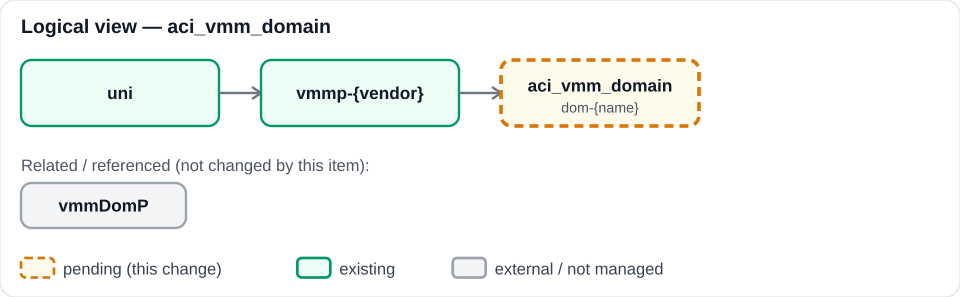 Logical view — aci_vmm_domain
uni
vmmp-{vendor}
aci_vmm_domain
dom-{name}
Related / referenced (not changed by this item):
vmmDomP
pending (this change)
existing
external / not managed